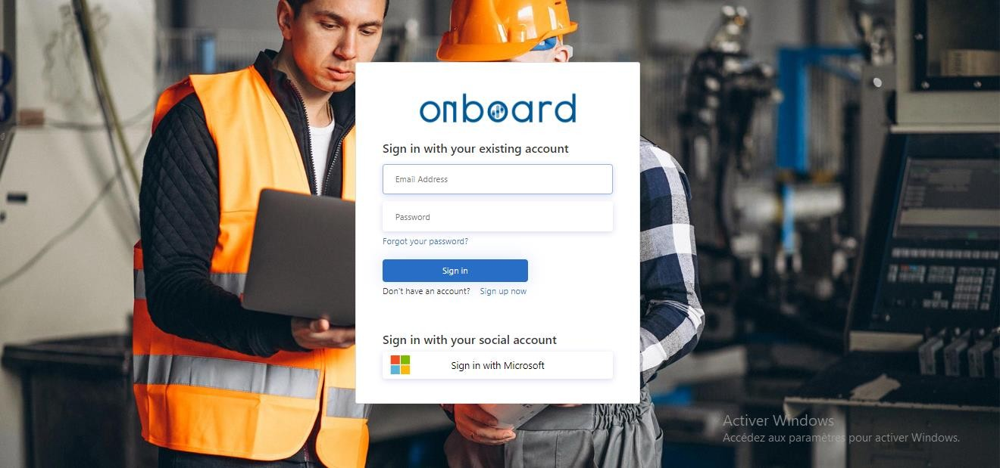 onboard
Sign in with your existing account
Email Address
Password
Forgot your password?
Sign in
Don't have an account? Sign up now
Sign in with your social account
Sign in with Microsoft
Activer Windows
Accédez aux paramètres pour activer Windows.